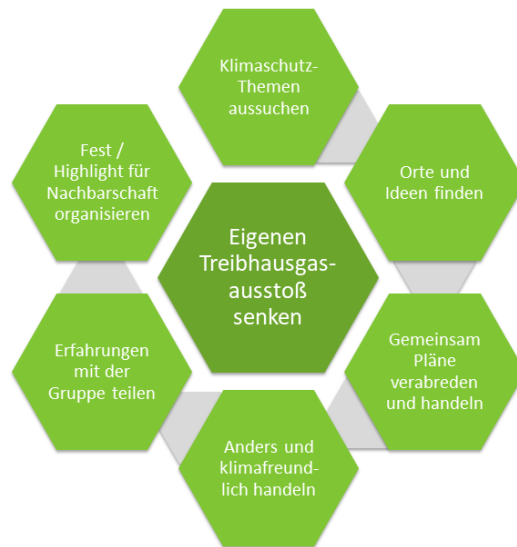 Klimaschutz-
Themen
aussuchen
Orte und
Ideen finden
Gemeinsam
Pläne
verabreden
und handeln
Anders und
klimafreund-
lich handeln
Erfahrungen
mit der
Gruppe teilen
Fest /
Highlight für
Nachbarschaft
organisieren
Eigenen
Treibhausgas-
ausstoß
senken